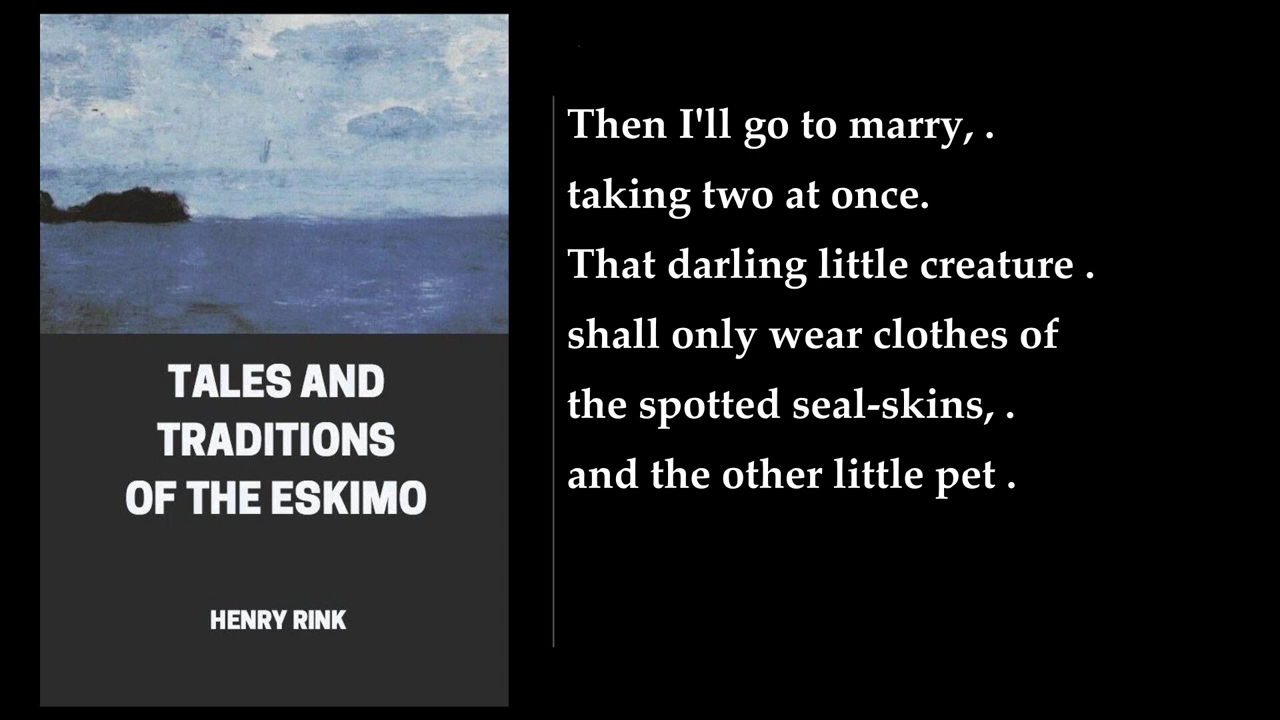 TALES AND
TRADITIONS
OF THE ESKIMO
HENRY RINK
Then I'll go to marry, .
taking two at once.
That darling little creature .
shall only wear clothes of
the spotted seal-skins, .
and the other little pet .